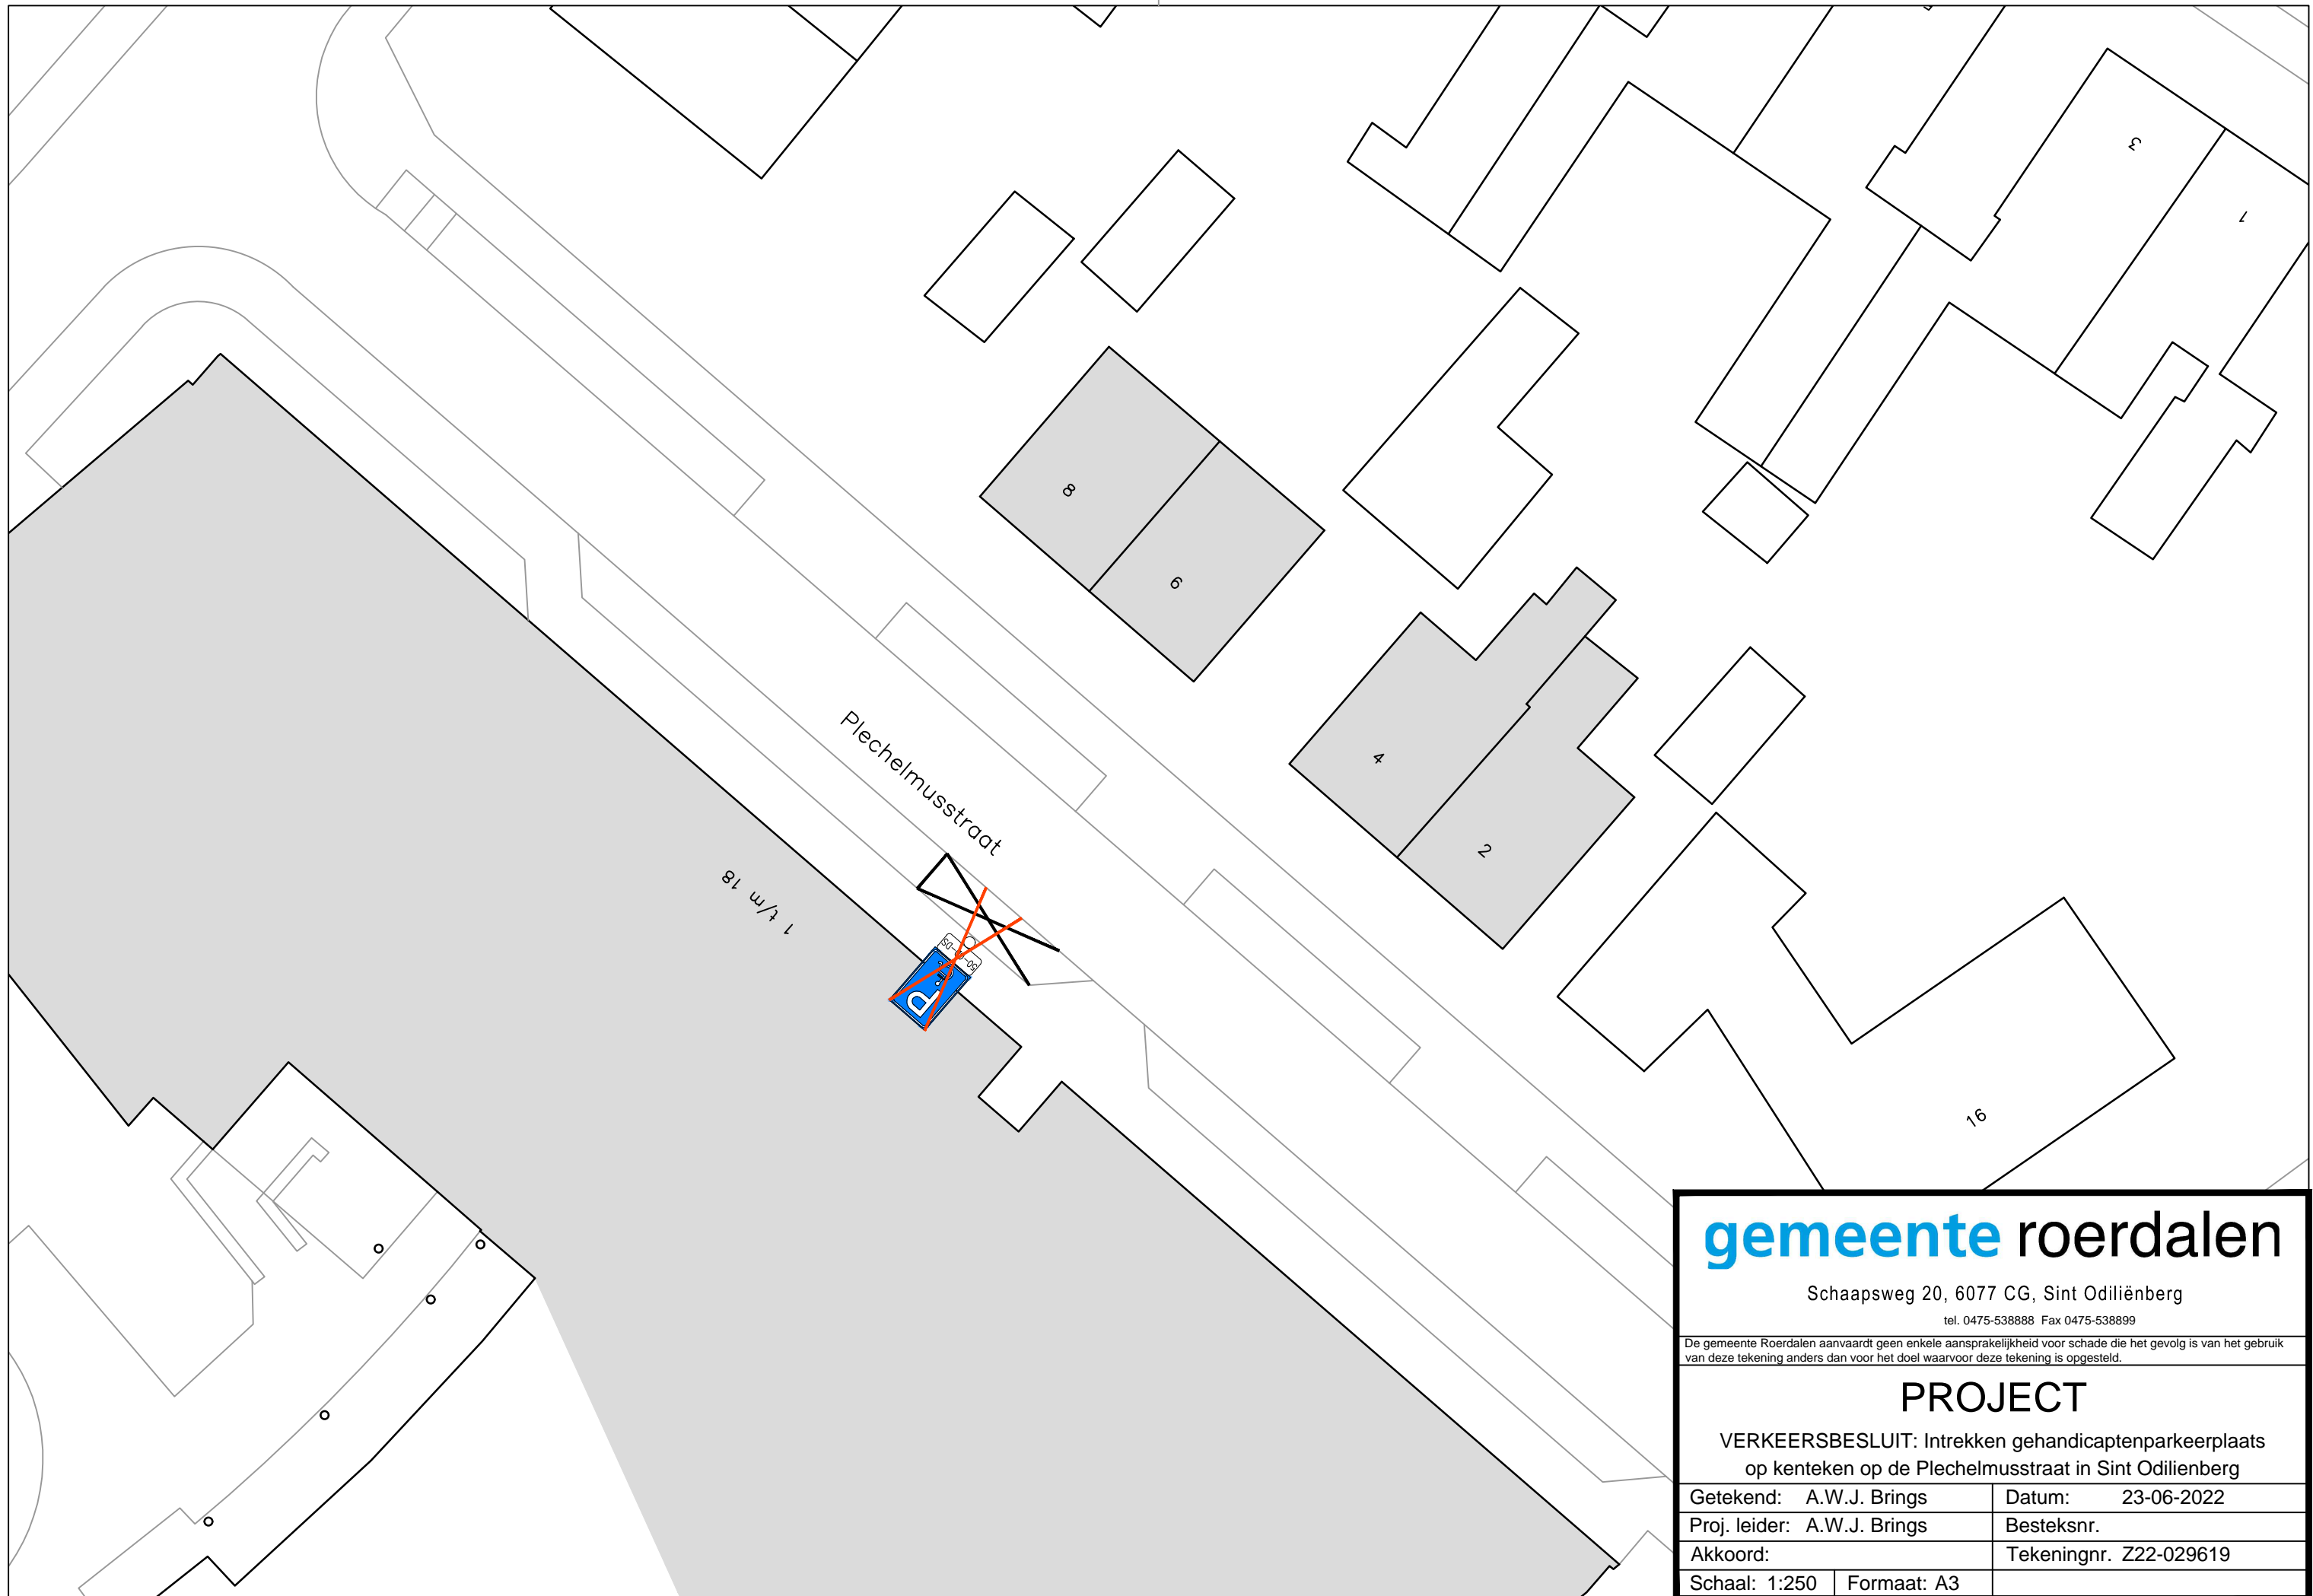 3
1
8
6
4
2
Plechelmusstraat
1 t/m 18
P
16
gemeente roerdalen
Schaapsweg 20, 6077 CG, Sint Odiliënberg
tel. 0475-538888 Fax 0475-538899
De gemeente Roerdalen aanvaardt geen enkele aansprakelijkheid voor schade die het gevolg is van het gebruik
van deze tekening anders dan voor het doel waarvoor deze tekening is opgesteld.
PROJECT
VERKEERSBESLUIT: Intrekken gehandicaptenparkeerplaats
op kenteken op de Plechelmusstraat in Sint Odilienberg
Getekend: A.W.J. Brings Datum: 23-06-2022
Proj. leider: A.W.J. Brings Besteksnr.
Akkoord: Tekeningnr. Z22-029619
Schaal: 1:250 Formaat: A3